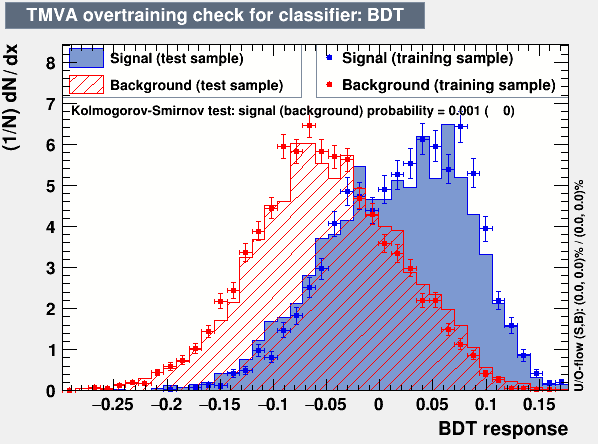 TMVA overtraining check for classifier: BDT
(1/N) dN / dx
Signal (test sample)
Background (test sample)
Signal (training sample)
Background (training sample)
Kolmogorov-Smirnov test: signal (background) probability = 0.001 ( 0)
8
7
6
5
4
3
2
1
0
−0.25 −0.2 −0.15 −0.1 −0.05 0 0.05 0.1 0.15
BDT response
U/O-flow (S,B): (0.0, 0.0)% / (0.0, 0.0)%